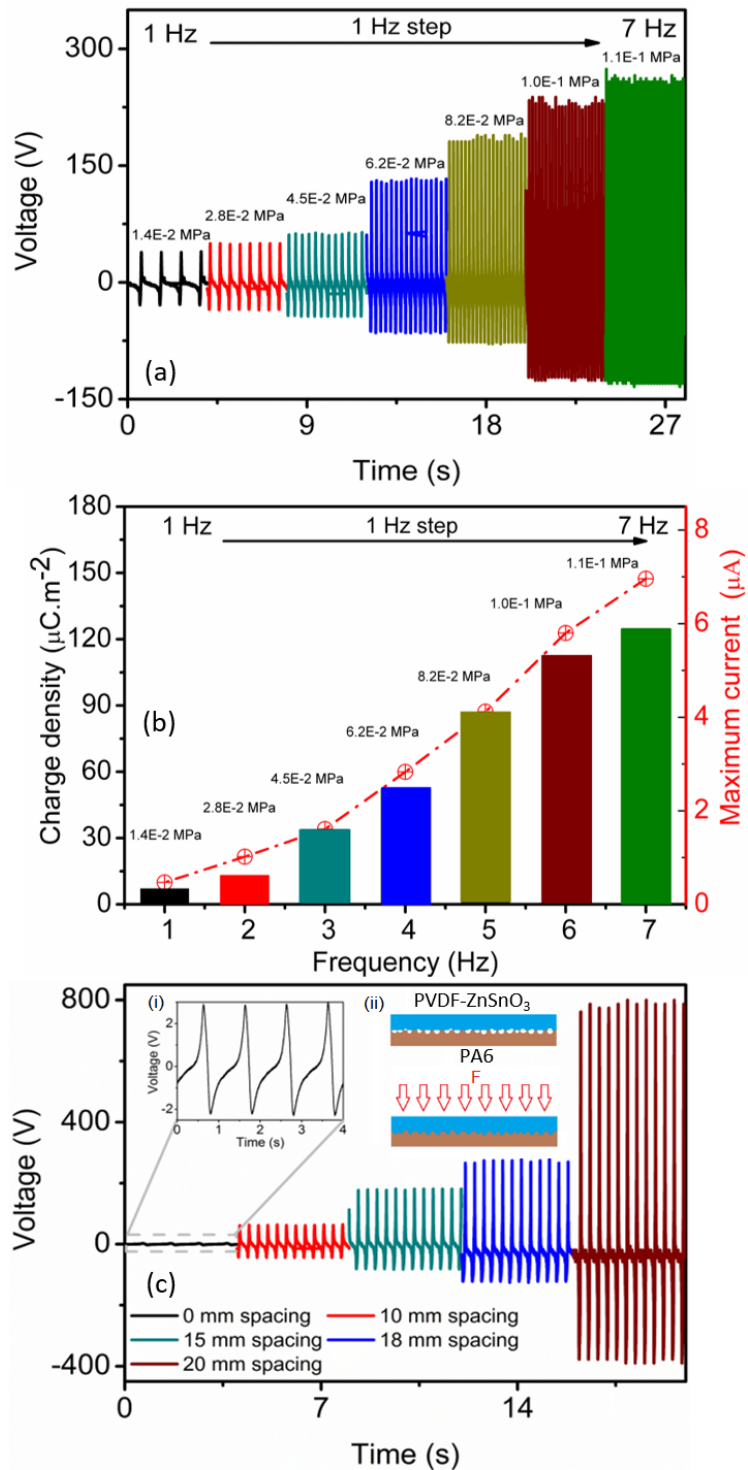 1 Hz 1 Hz step 7 Hz
1.1E-1 MPa
1.0E-1 MPa
8.2E-2 MPa
6.2E-2 MPa
4.5E-2 MPa
2.8E-2 MPa
1.4E-2 MPa
300
150
0
-150
Voltage (V)
(a)
0 9 18 27
Time (s)
180
150
120
90
60
30
0
Charge density (μC.m-2)
1 Hz 1 Hz step 7 Hz
1.1E-1 MPa
1.0E-1 MPa
8.2E-2 MPa
6.2E-2 MPa
4.5E-2 MPa
2.8E-2 MPa
1.4E-2 MPa
(b)
8
6
4
2
0
Maximum current (μA)
1 2 3 4 5 6 7
Frequency (Hz)
800
400
0
-400
Voltage (V)
(i)
2
0
-2
Voltage (V)
0 1 2 3 4
Time (s)
(ii)
PVDF-ZnSnO3
PA6
F
(c)
0 mm spacing 10 mm spacing
15 mm spacing 18 mm spacing
20 mm spacing
0 7 14
Time (s)